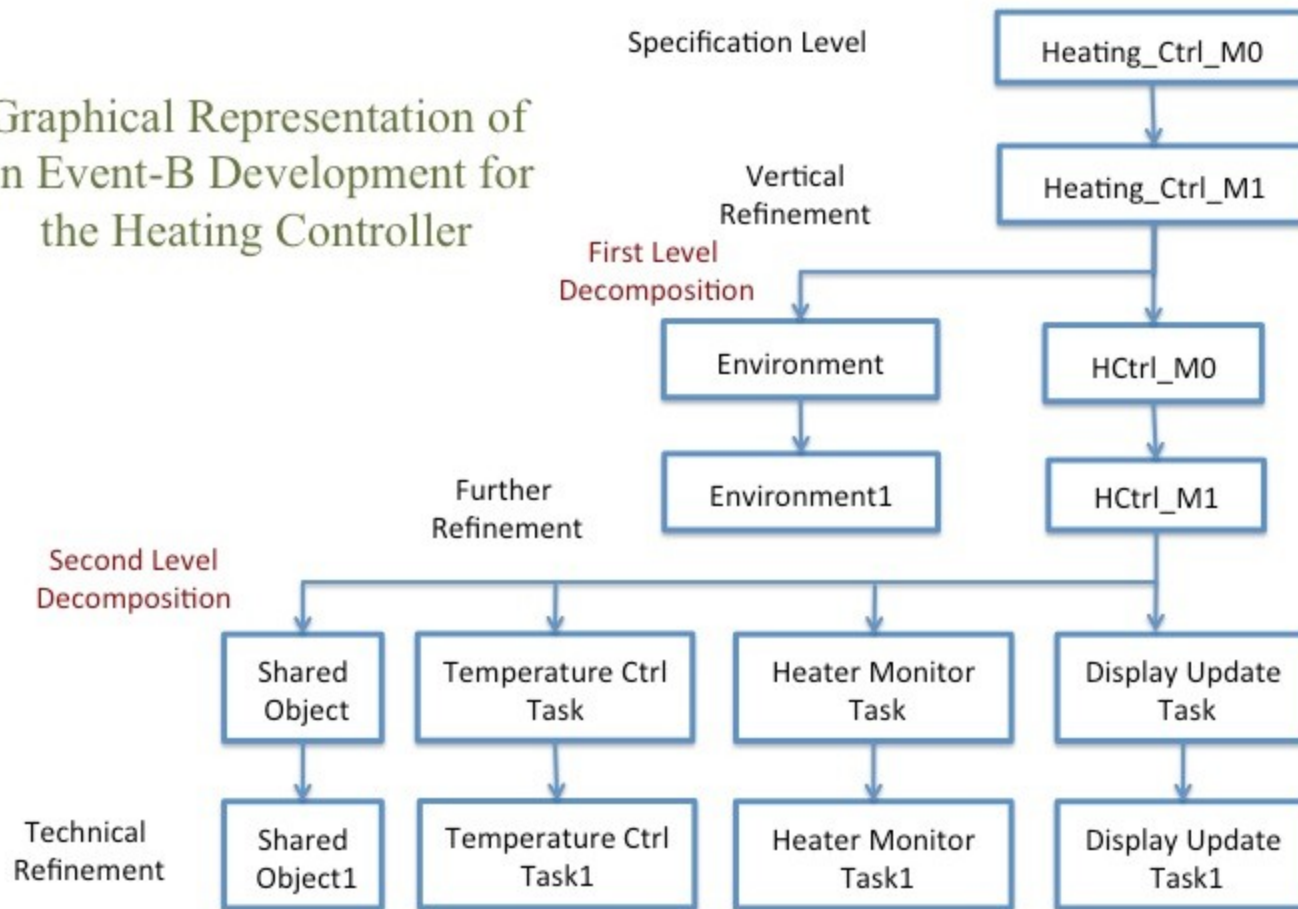 Specification Level
Heating_Ctrl_M0
Graphical Representation of
n Event-B Development for
the Heating Controller
Vertical
Refinement
Heating_Ctrl_M1
First Level
Decomposition
Environment
HCtrl_M0
Further
Refinement
Environment1
HCtrl_M1
Second Level
Decomposition
Shared
Object
Temperature Ctrl
Task
Heater Monitor
Task
Display Update
Task
Technical
Refinement
Shared
Object1
Temperature Ctrl
Task1
Heater Monitor
Task1
Display Update
Task1